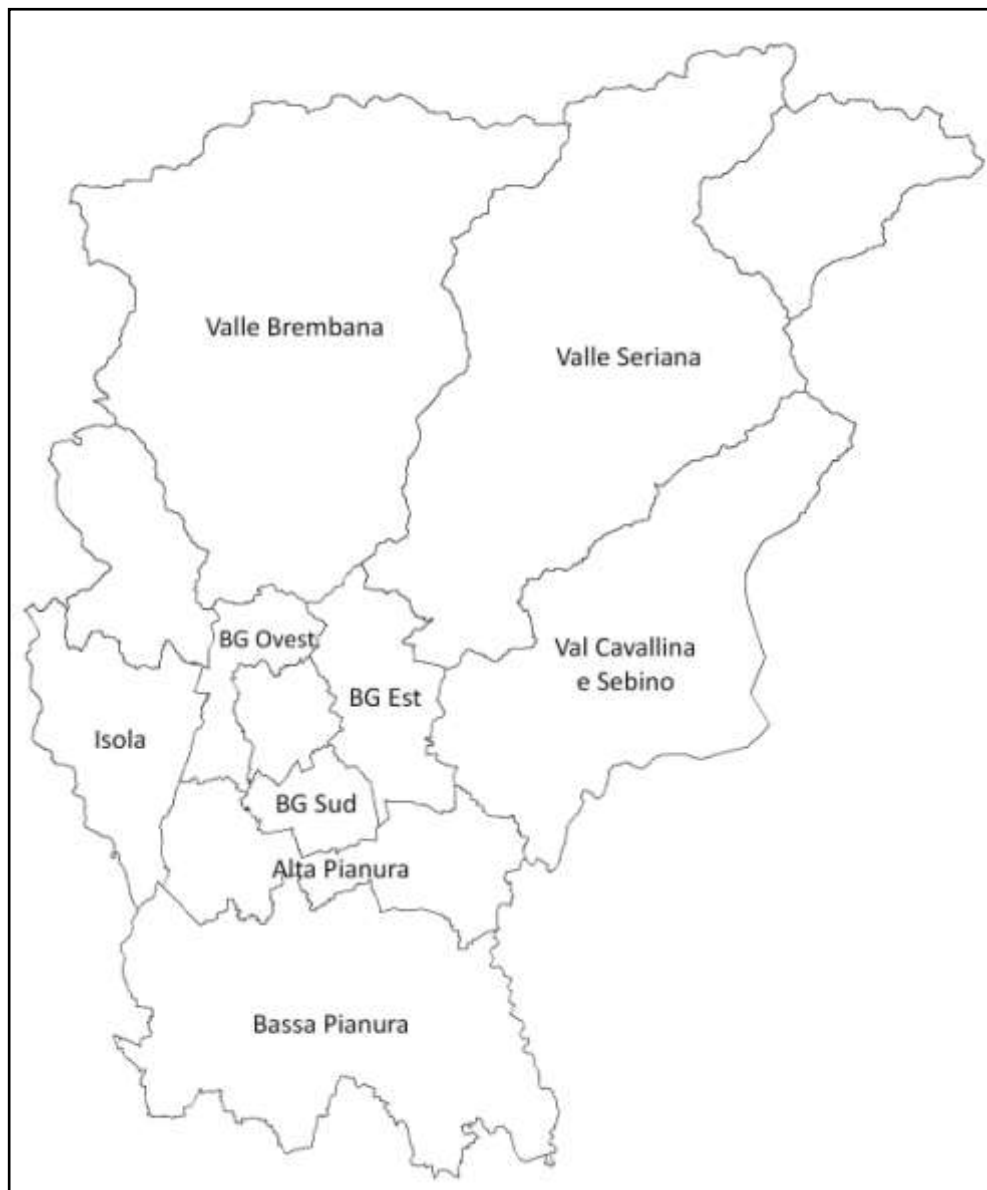 Valle Brembana
Valle Seriana
BG Ovest
Val Cavallina
e Sebino
BG Est
Isola
BG Sud
Alta Pianura
Bassa Pianura